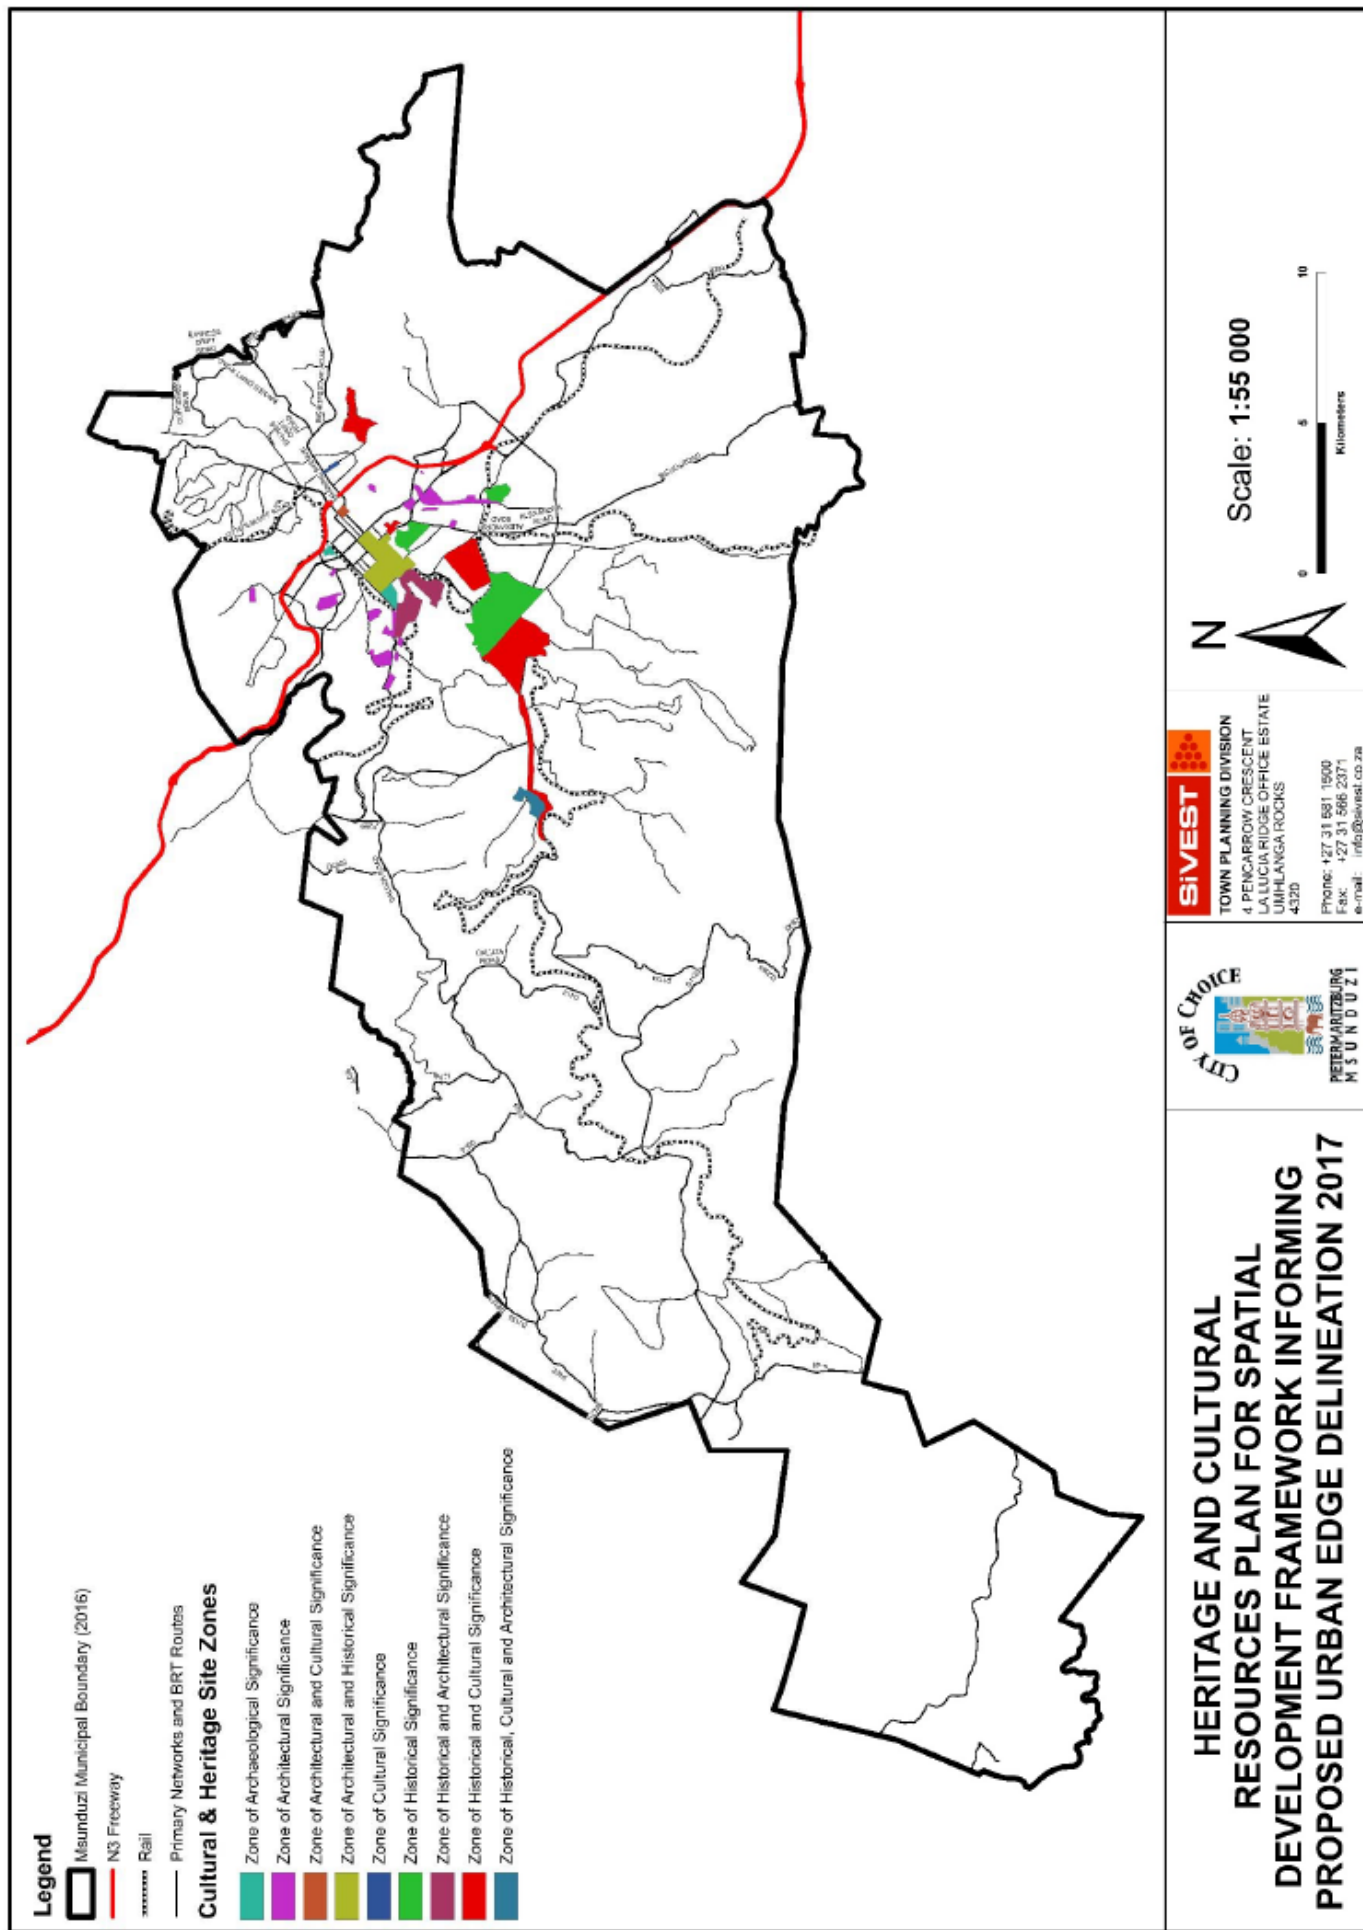 Legend
Msunduzi Municipal Boundary (2016)
N3 Freeway
Rail
Primary Networks and BRT Routes
Cultural & Heritage Site Zones
Zone of Archaeological Significance
Zone of Architectural Significance
Zone of Architectural and Cultural Significance
Zone of Architectural and Historical Significance
Zone of Cultural Significance
Zone of Historical Significance
Zone of Historical and Architectural Significance
Zone of Historical and Cultural Significance
Zone of Historical, Cultural and Architectural Significance
HERITAGE AND CULTURAL
RESOURCES PLAN FOR SPATIAL
DEVELOPMENT FRAMEWORK INFORMING
PROPOSED URBAN EDGE DELINEATION 2017
CITY OF CHOICE
PIETERMARITZBURG
MSUNDUZI
SiVEST
TOWN PLANNING DIVISION
4 PENCARROW CRESCENT
LA LUCIA RIDGE OFFICE ESTATE
UMHLANGA ROCKS
4320
Phone: +27 31 581 1500
Fax: +27 31 566 2371
e-mail: info@sivest.co.za
N
Scale: 1:55 000
0 5 10
Kilometers